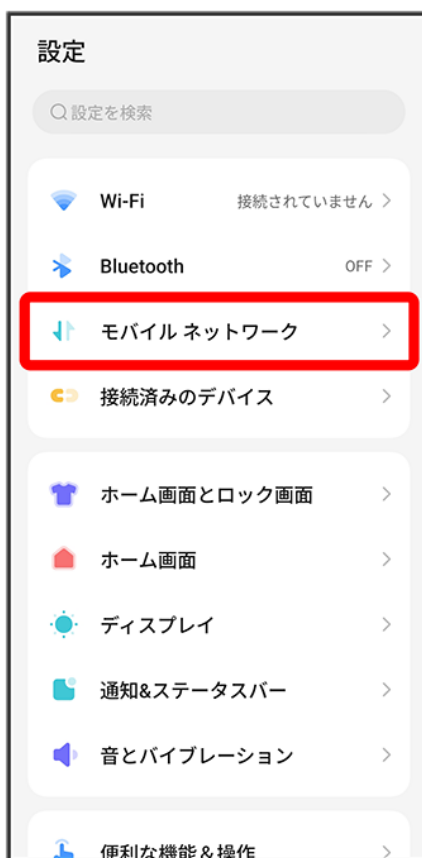 設定
設定を検索
Wi-Fi 接続されていません
Bluetooth OFF
モバイル ネットワーク
接続済みのデバイス
ホーム画面とロック画面
ホーム画面
ディスプレイ
通知&ステータスバー
音とバイブレーション
便利な機能&操作